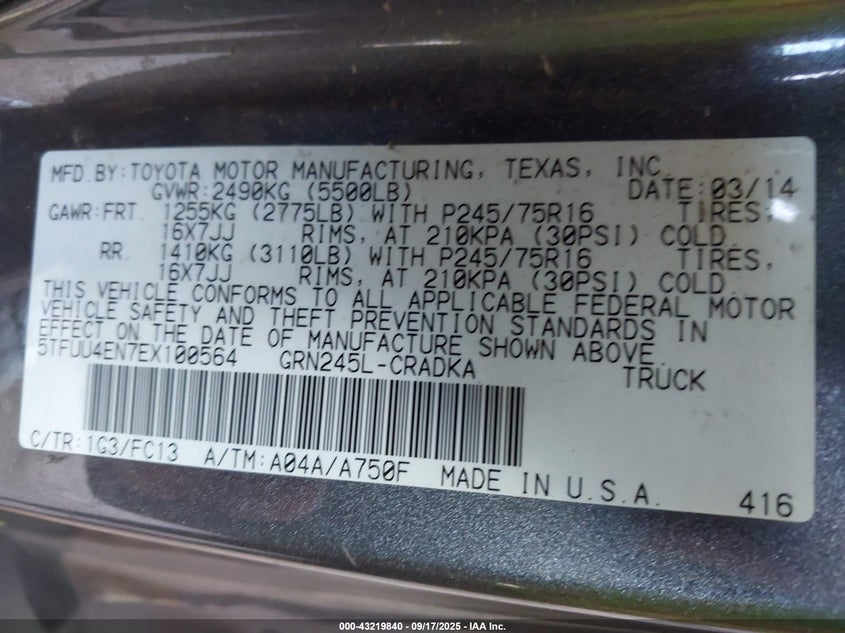 MFD.BY:TOYOTA MOTOR MANUFACTURING, TEXAS, INC.
GVWR:2490KG (5500LB) DATE:03/14
GAWR:FRT. 1255KG (2775LB) WITH P245/75R16 TIRES,
16X7JJ RIMS, AT 210KPA (30PSI) COLD.
RR. 1410KG (3110LB) WITH P245/75R16 TIRES,
16X7JJ RIMS, AT 210KPA (30PSI) COLD.
THIS VEHICLE CONFORMS TO ALL APPLICABLE FEDERAL MOTOR
VEHICLE SAFETY AND THEFT PREVENTION STANDARDS IN
EFFECT ON THE DATE OF MANUFACTURE SHOWN ABOVE.
5TFUU4EN7EX100564 GRN245L-CRADKA TRUCK
C/TR:1G3/FC13 A/TM:A04A/A750F MADE IN U.S.A. 416
000-43219840 - 09/17/2025 - IAA Inc.